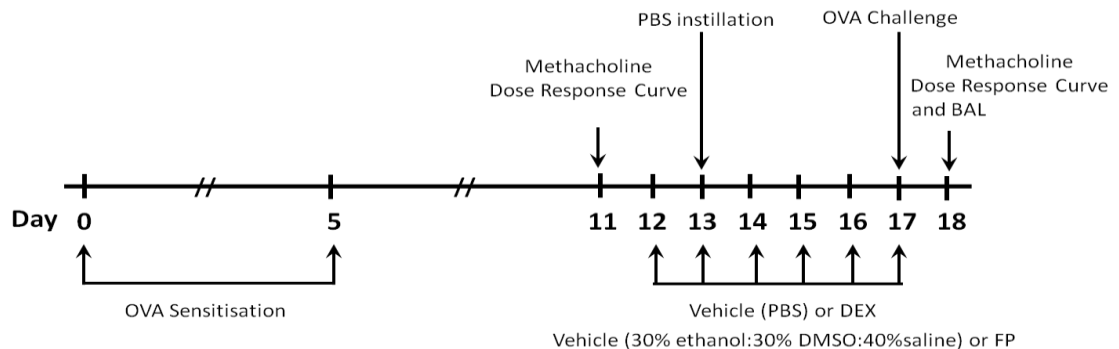 PBS instillation
OVA Challenge
Methacholine
Dose Response Curve
Methacholine
Dose Response Curve
and BAL
Day 0 5 11 12 13 14 15 16 17 18
OVA Sensitisation
Vehicle (PBS) or DEX
Vehicle (30% ethanol:30% DMSO:40%saline) or FP